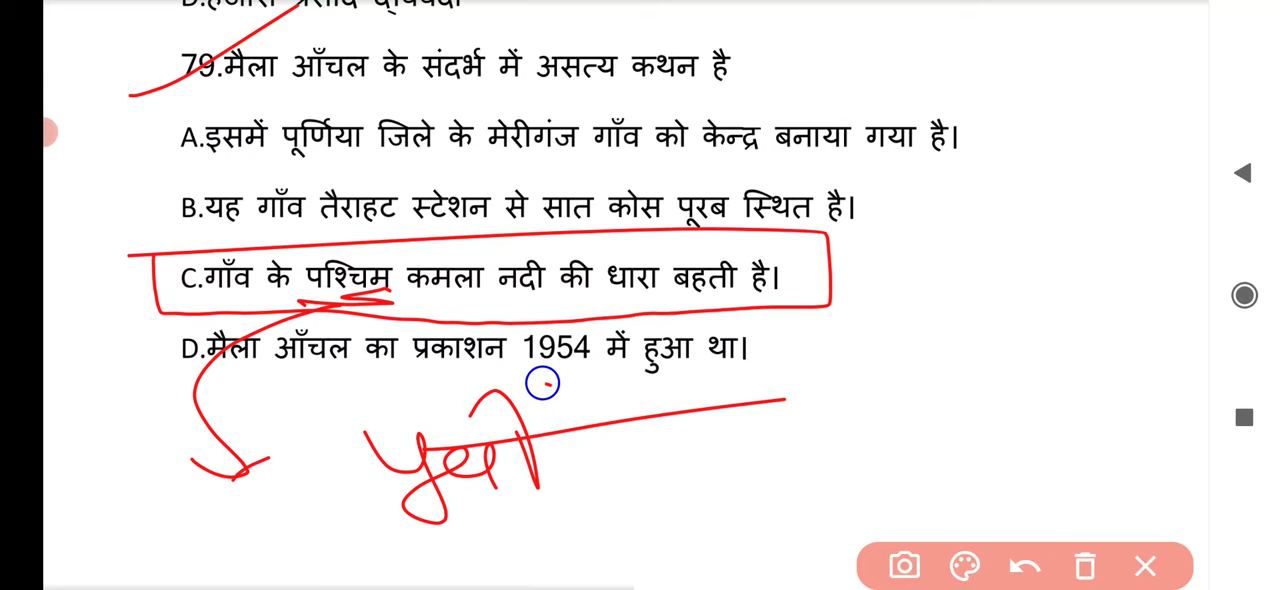 79.मैला आँचल के संदर्भ में असत्य कथन है
A.इसमें पूर्णिया जिले के मेरीगंज गाँव को केन्द्र बनाया गया है।
B.यह गाँव तैराहट स्टेशन से सात कोस पूरब स्थित है।
C.गाँव के पश्चिम कमला नदी की धारा बहती है।
D.मैला आँचल का प्रकाशन 1954 में हुआ था।